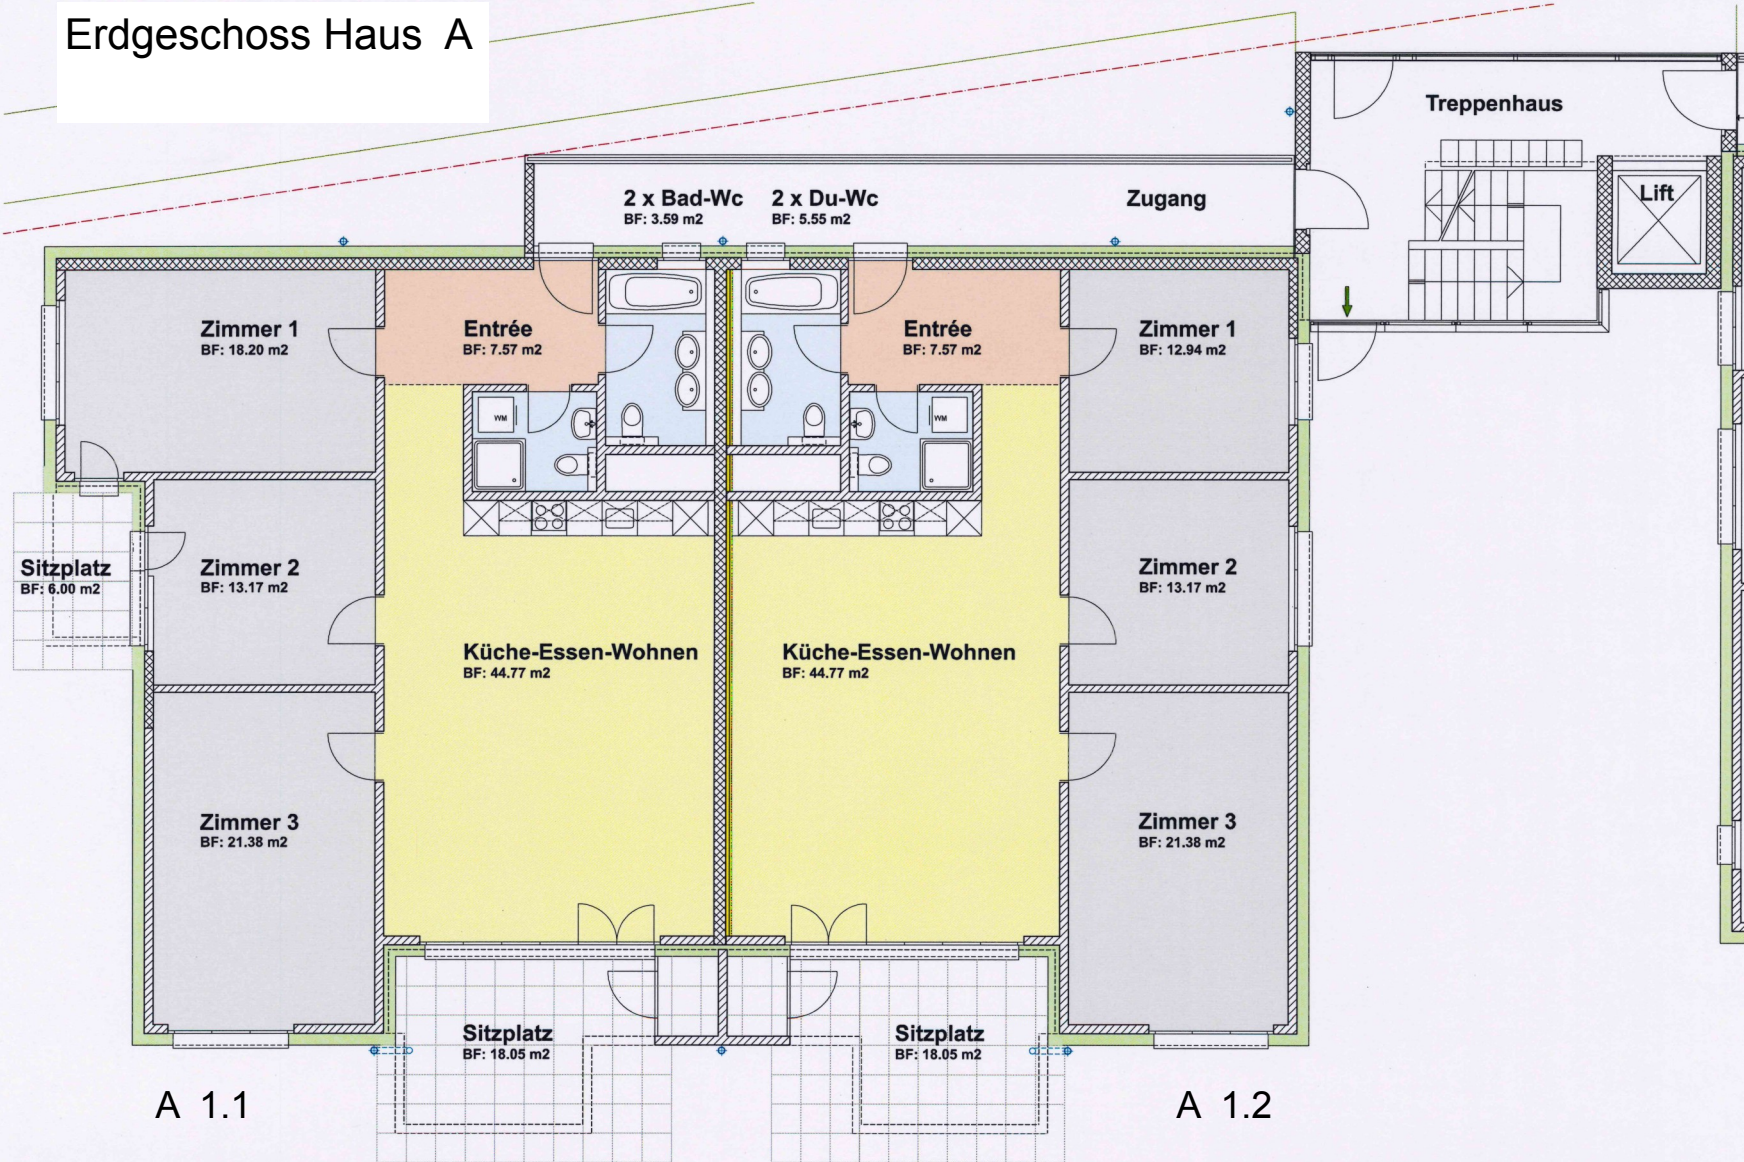 Erdgeschoss Haus A
Treppenhaus
2 x Bad-Wc
BF: 3.59 m2
2 x Du-Wc
BF: 5.55 m2
Zugang
Lift
Zimmer 1
BF: 18.20 m2
Entrée
BF: 7.57 m2
Entrée
BF: 7.57 m2
Zimmer 1
BF: 12.94 m2
WM
WM
Sitzplatz
BF: 6.00 m2
Zimmer 2
BF: 13.17 m2
Zimmer 2
BF: 13.17 m2
Küche-Essen-Wohnen
BF: 44.77 m2
Küche-Essen-Wohnen
BF: 44.77 m2
Zimmer 3
BF: 21.38 m2
Zimmer 3
BF: 21.38 m2
Sitzplatz
BF: 18.05 m2
Sitzplatz
BF: 18.05 m2
A 1.1
A 1.2